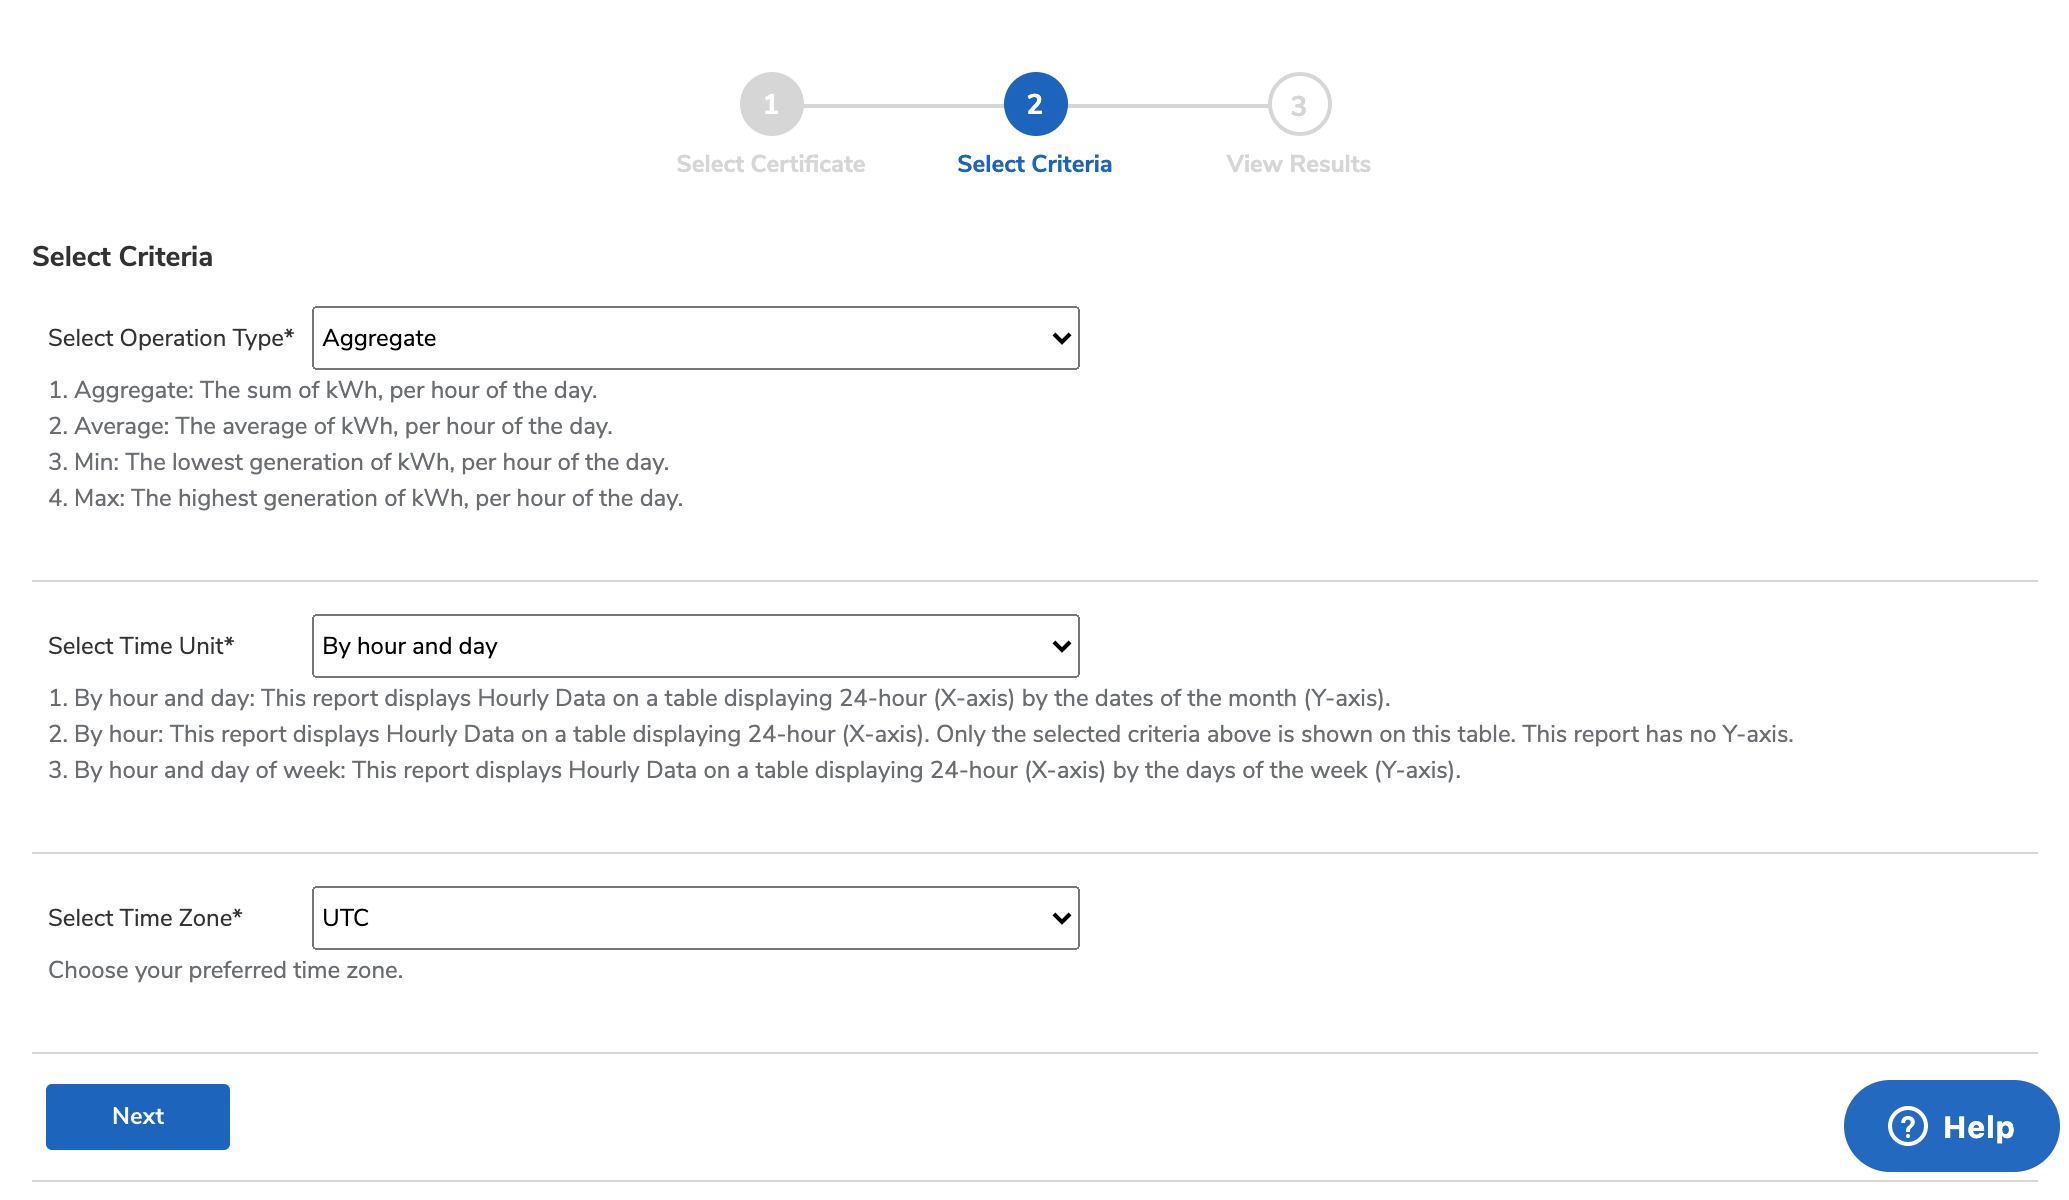 1
2
3
Select Certificate
Select Criteria
View Results
Select Criteria
Select Operation Type*
Aggregate
1. Aggregate: The sum of kWh, per hour of the day.
2. Average: The average of kWh, per hour of the day.
3. Min: The lowest generation of kWh, per hour of the day.
4. Max: The highest generation of kWh, per hour of the day.
Select Time Unit*
By hour and day
1. By hour and day: This report displays Hourly Data on a table displaying 24-hour (X-axis) by the dates of the month (Y-axis).
2. By hour: This report displays Hourly Data on a table displaying 24-hour (X-axis). Only the selected criteria above is shown on this table. This report has no Y-axis.
3. By hour and day of week: This report displays Hourly Data on a table displaying 24-hour (X-axis) by the days of the week (Y-axis).
Select Time Zone*
UTC
Choose your preferred time zone.
Next
? Help